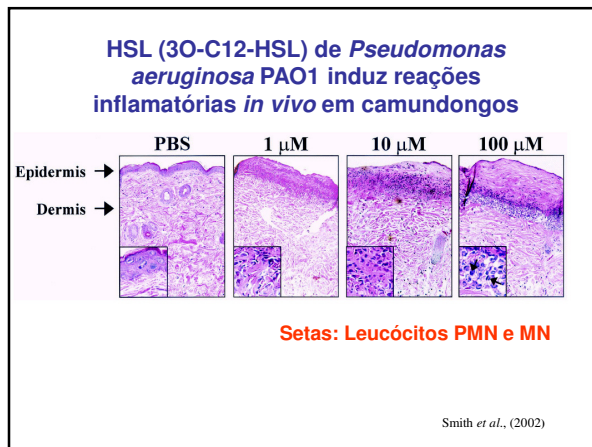 HSL (3O-C12-HSL) de Pseudomonas
aeruginosa PAO1 induz reações
inflamatórias in vivo em camundongos
PBS 1 µM 10 µM 100 µM
Epidermis
Dermis
Setas: Leucócitos PMN e MN
Smith et al., (2002)